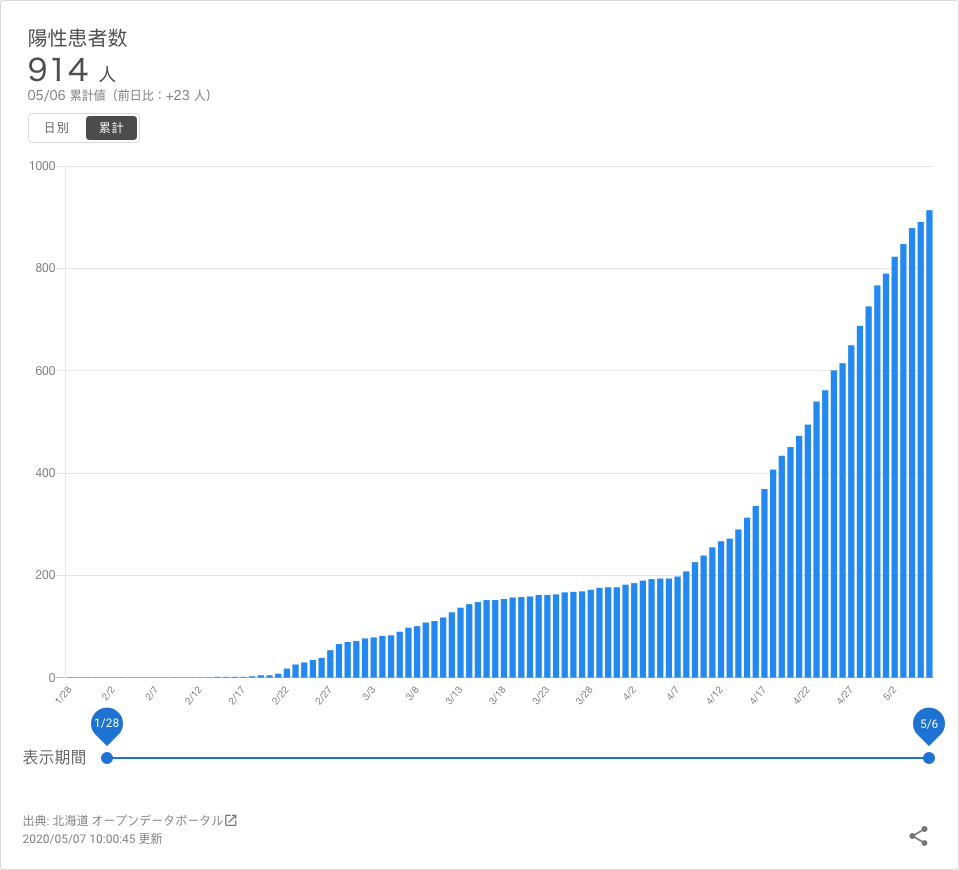 陽性患者数
914 人
05/06 累計値（前日比：+23 人）
日別 累計
1000
800
600
400
200
0
1/28 2/2 2/7 2/12 2/17 2/22 2/27 3/3 3/8 3/13 3/18 3/23 3/28 4/2 4/7 4/12 4/17 4/22 4/27 5/2
1/28 5/6
表示期間
出典: 北海道 オープンデータポータル
2020/05/07 10:00:45 更新